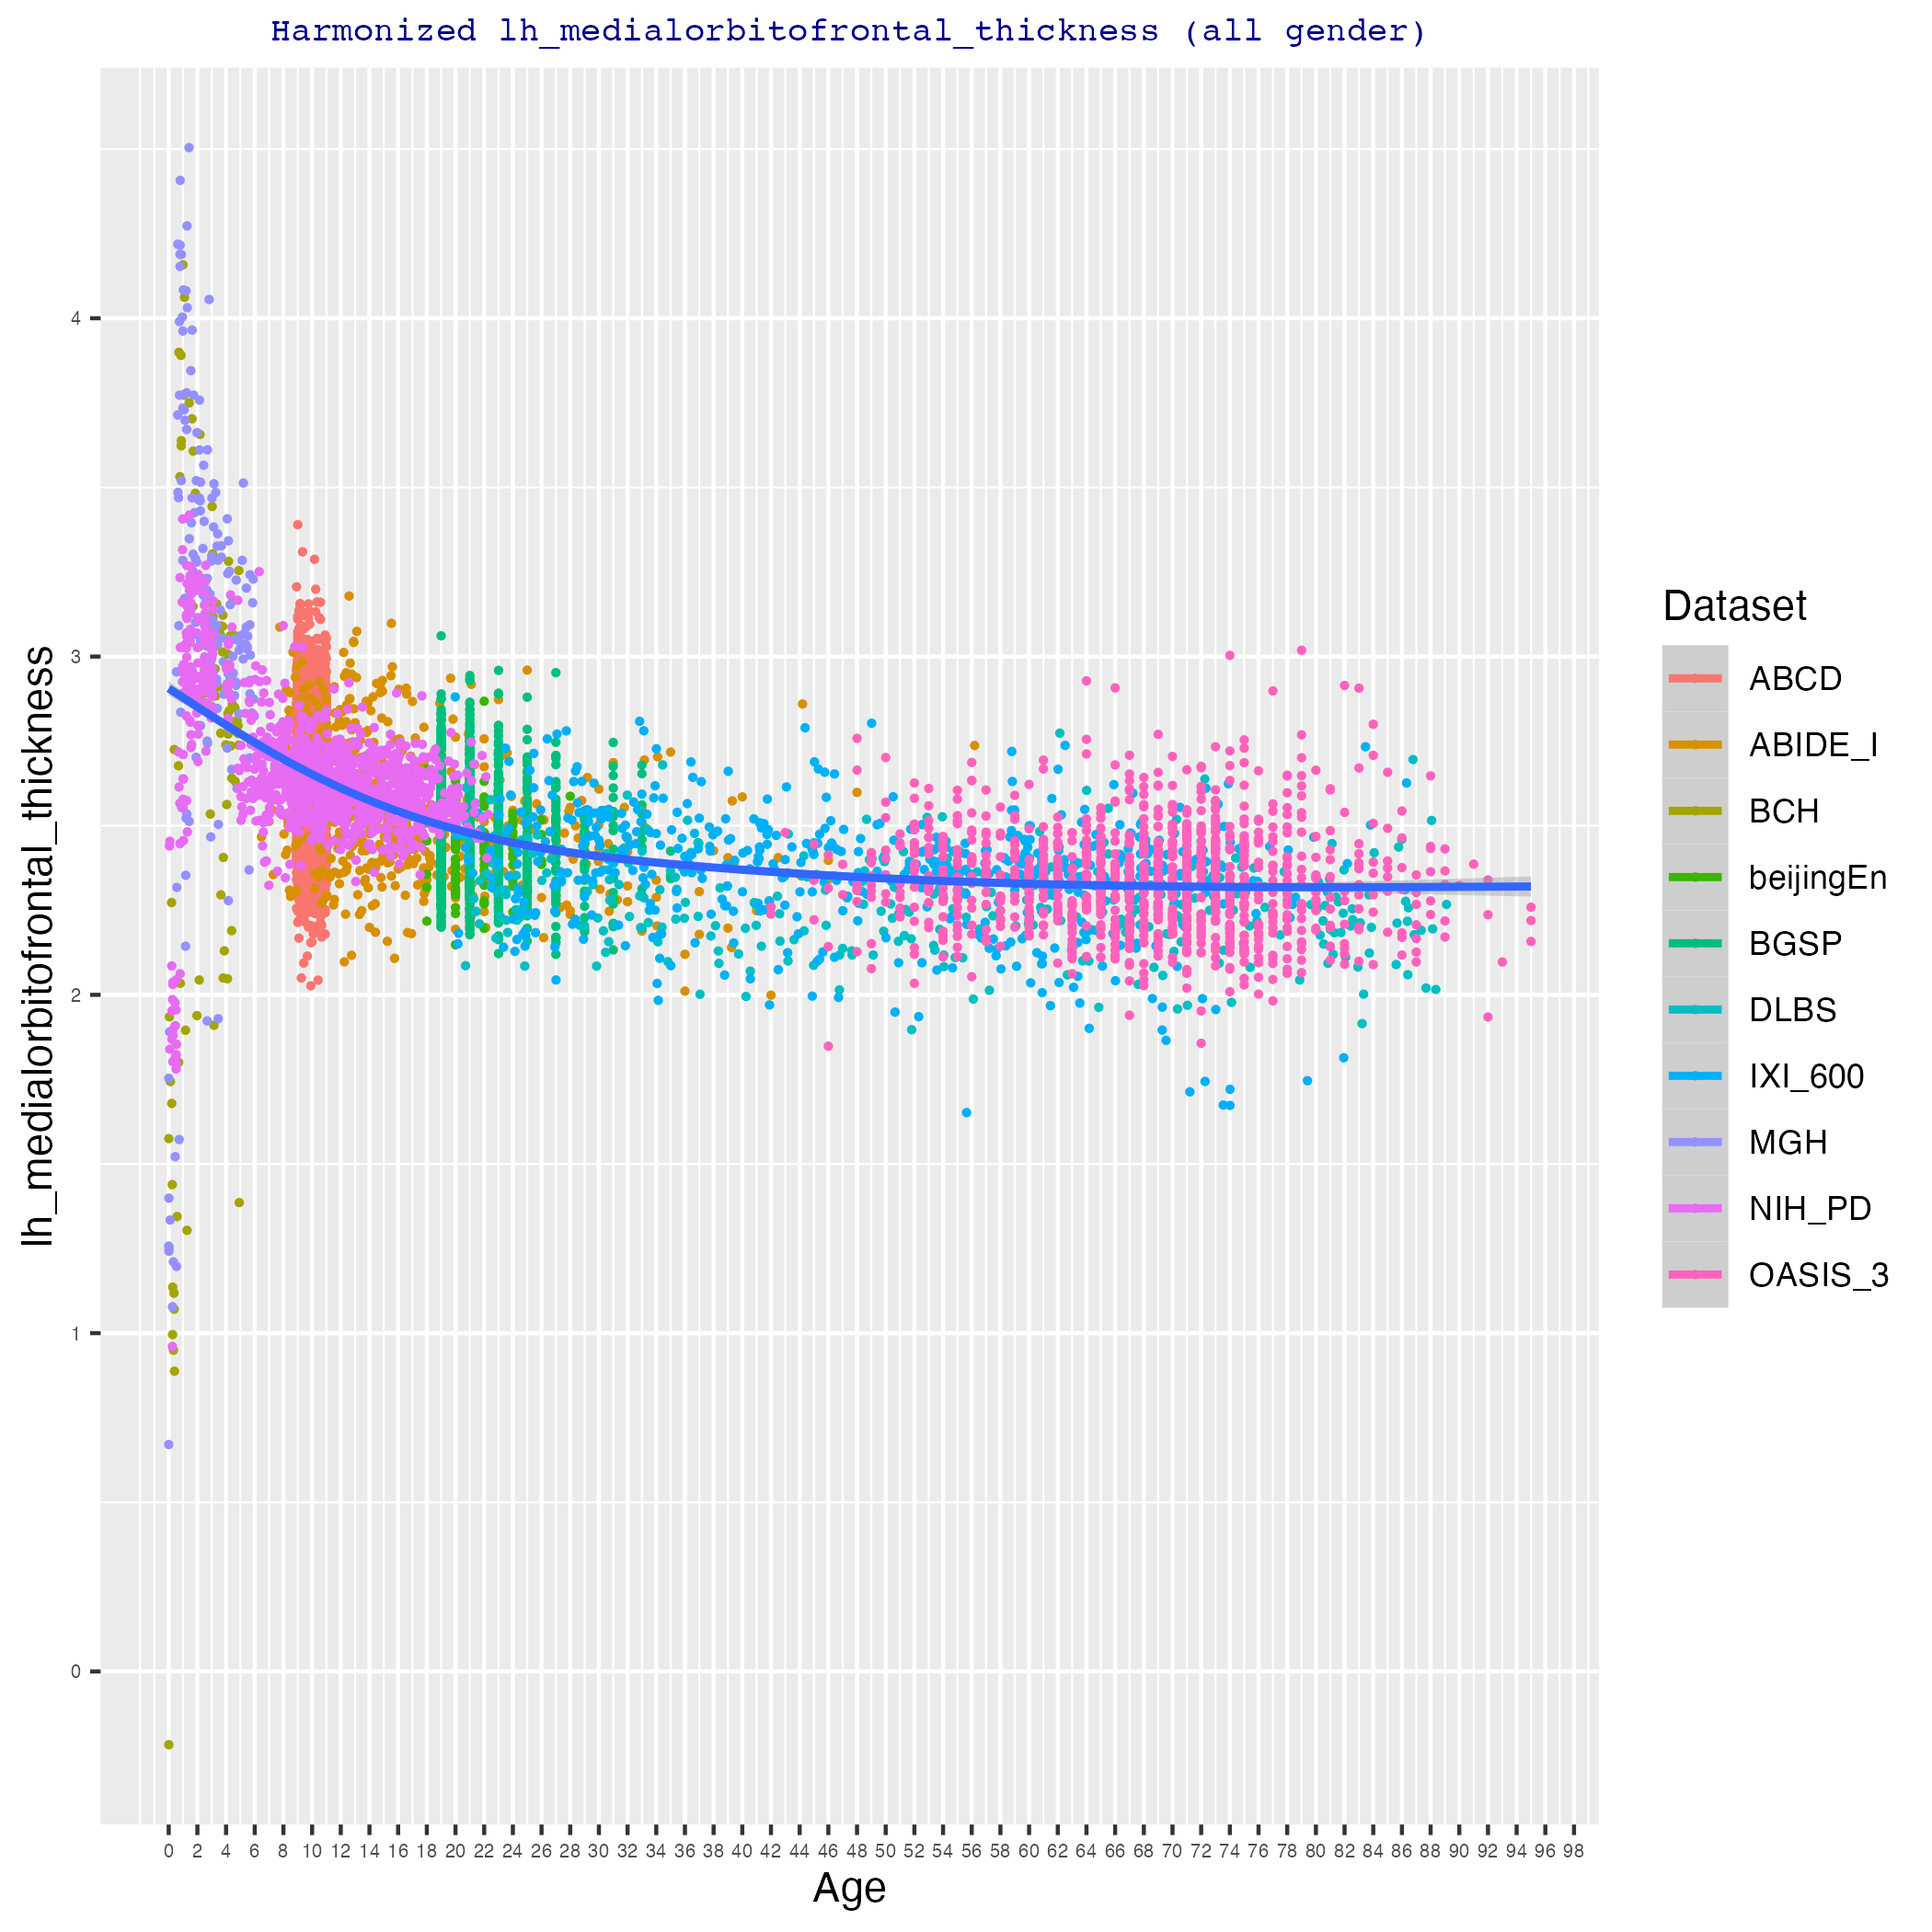 Harmonized lh_medialorbitofrontal_thickness (all gender)
lh_medialorbitofrontal_thickness
4
3
2
1
0
0 2 4 6 8 10 12 14 16 18 20 22 24 26 28 30 32 34 36 38 40 42 44 46 48 50 52 54 56 58 60 62 64 66 68 70 72 74 76 78 80 82 84 86 88 90 92 94 96 98
Age
Dataset
ABCD
ABIDE_I
BCH
beijingEn
BGSP
DLBS
IXI_600
MGH
NIH_PD
OASIS_3